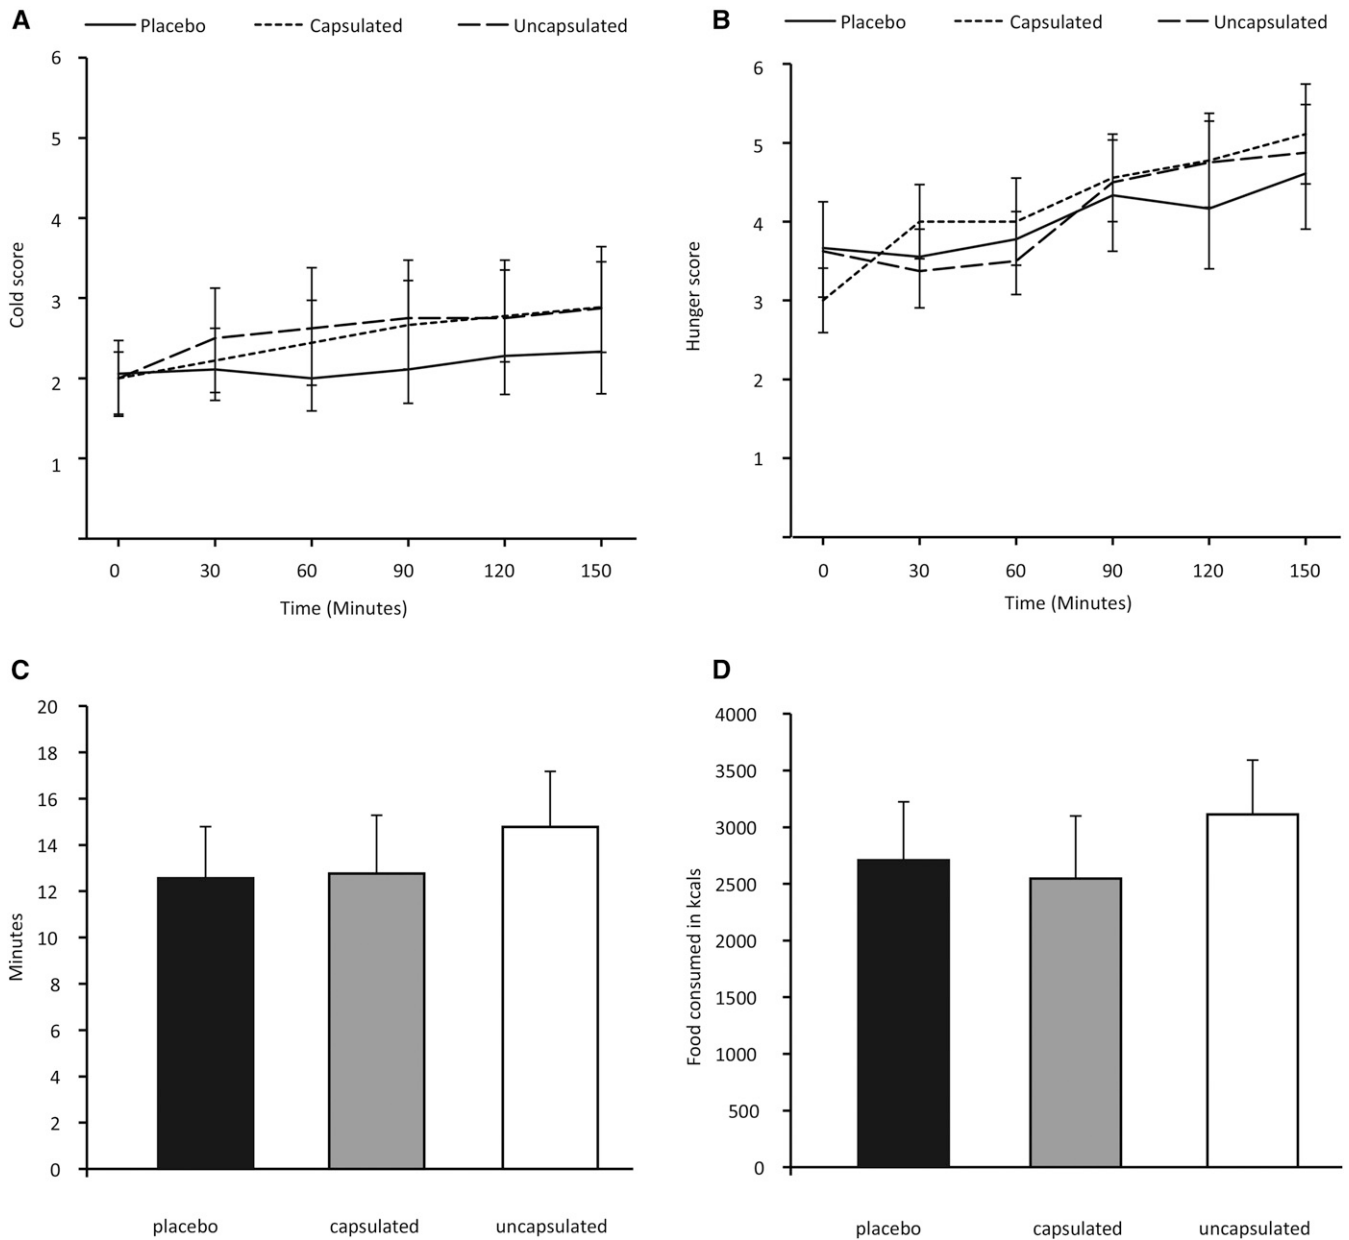 A
Placebo
Capsulated
Uncapsulated
6
5
4
3
2
1
Cold score
0 30 60 90 120 150
Time (Minutes)
B
Placebo
Capsulated
Uncapsulated
6
5
4
3
2
1
Hunger score
0 30 60 90 120 150
Time (Minutes)
C
20
18
16
14
12
10
8
6
4
2
0
Minutes
placebo capsulated uncapsulated
D
4000
3500
3000
2500
2000
1500
1000
500
0
Food consumed in kcals
placebo capsulated uncapsulated